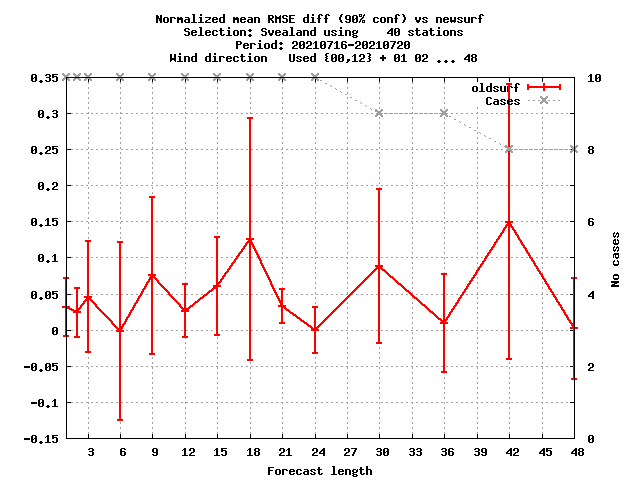 Normalized mean RMSE diff (90% conf) vs newsurf
Selection: Svealand using    40 stations
Period: 20210716-20210720
Wind direction   Used {00,12} + 01 02 ... 48
oldsurf
Cases
0.35
0.3
0.25
0.2
0.15
0.1
0.05
0
-0.05
-0.1
-0.15
10
8
6
4
2
0
No cases
3 6 9 12 15 18 21 24 27 30 33 36 39 42 45 48
Forecast length